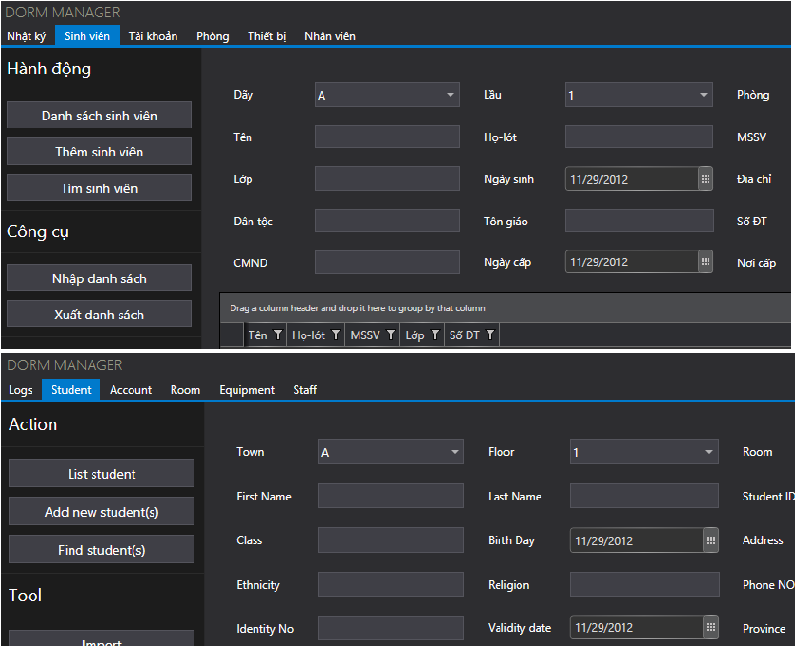 DORM MANAGER
Nhật ký Sinh viên Tài khoản Phòng Thiết bị Nhân viên
Hành động
Danh sách sinh viên
Thêm sinh viên
Tìm sinh viên
Công cụ
Nhập danh sách
Xuất danh sách
Dãy A Lầu 1 Phòng
Tên Họ-lót MSSV
Lớp Ngày sinh 11/29/2012 Địa chỉ
Dân tộc Tôn giáo Số ĐT
CMND Ngày cấp 11/29/2012 Nơi cấp
Drag a column header and drop it here to group by that column
Tên Họ-lót MSSV Lớp Số ĐT
DORM MANAGER
Logs Student Account Room Equipment Staff
Action
List student
Add new student(s)
Find student(s)
Tool
Import
Town A Floor 1 Room
First Name Last Name Student ID
Class Birth Day 11/29/2012 Address
Ethnicity Religion Phone NO
Identity No Validity date 11/29/2012 Province